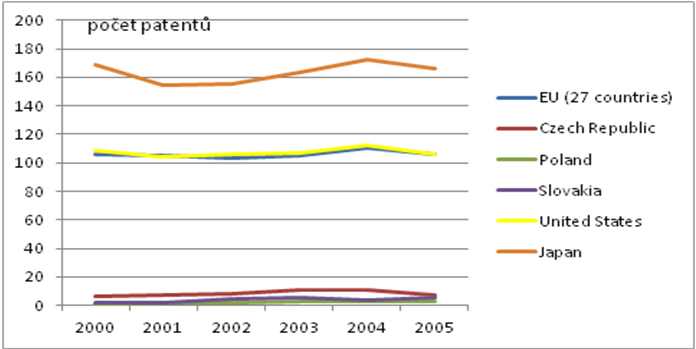 počet patentů
200
180
160
140
120
100
80
60
40
20
0
2000 2001 2002 2003 2004 2005
EU (27 countries)
Czech Republic
Poland
Slovakia
United States
Japan